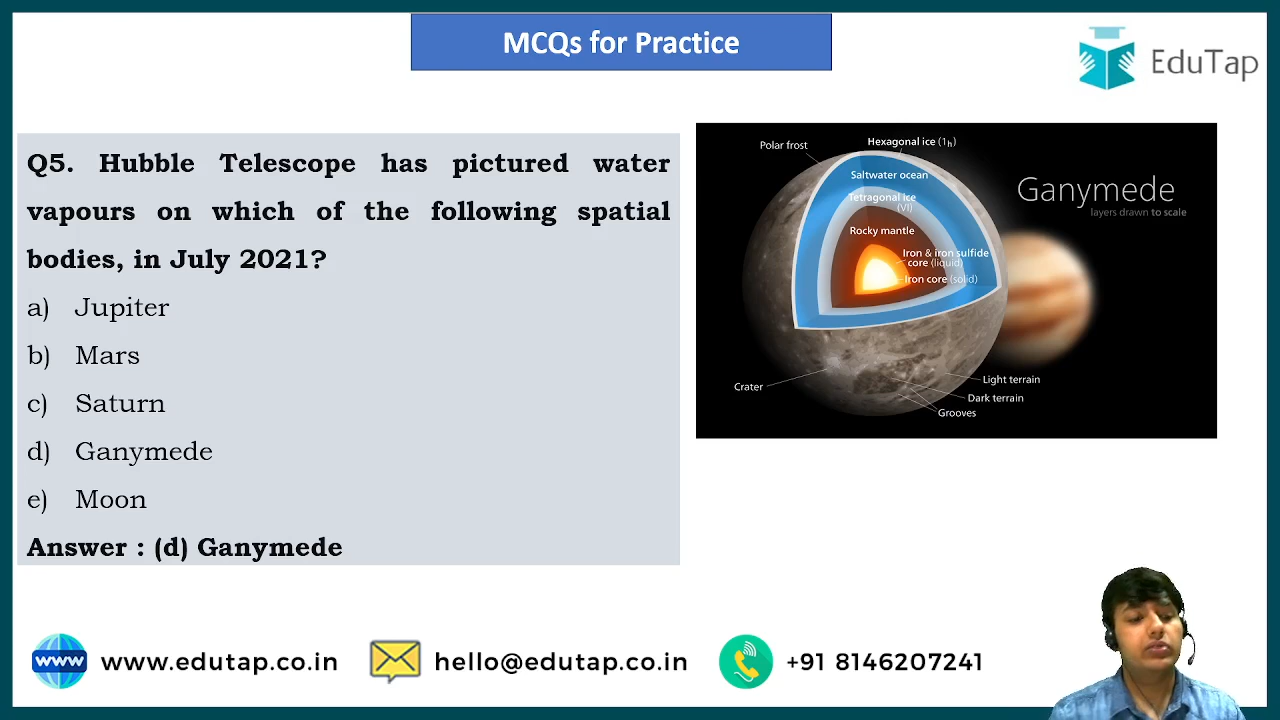 MCQs for Practice
EduTap
Q5. Hubble Telescope has pictured water
vapours on which of the following spatial
bodies, in July 2021?
a) Jupiter
b) Mars
c) Saturn
d) Ganymede
e) Moon
Answer : (d) Ganymede
Polar frost
Hexagonal ice (1h)
Saltwater ocean
Tetragonal ice
(VI)
Rocky mantle
Iron & iron sulfide
core (liquid)
Iron core (solid)
Ganymede
layers drawn to scale
Crater
Light terrain
Dark terrain
Grooves
www
www.edutap.co.in
hello@edutap.co.in
+91 8146207241